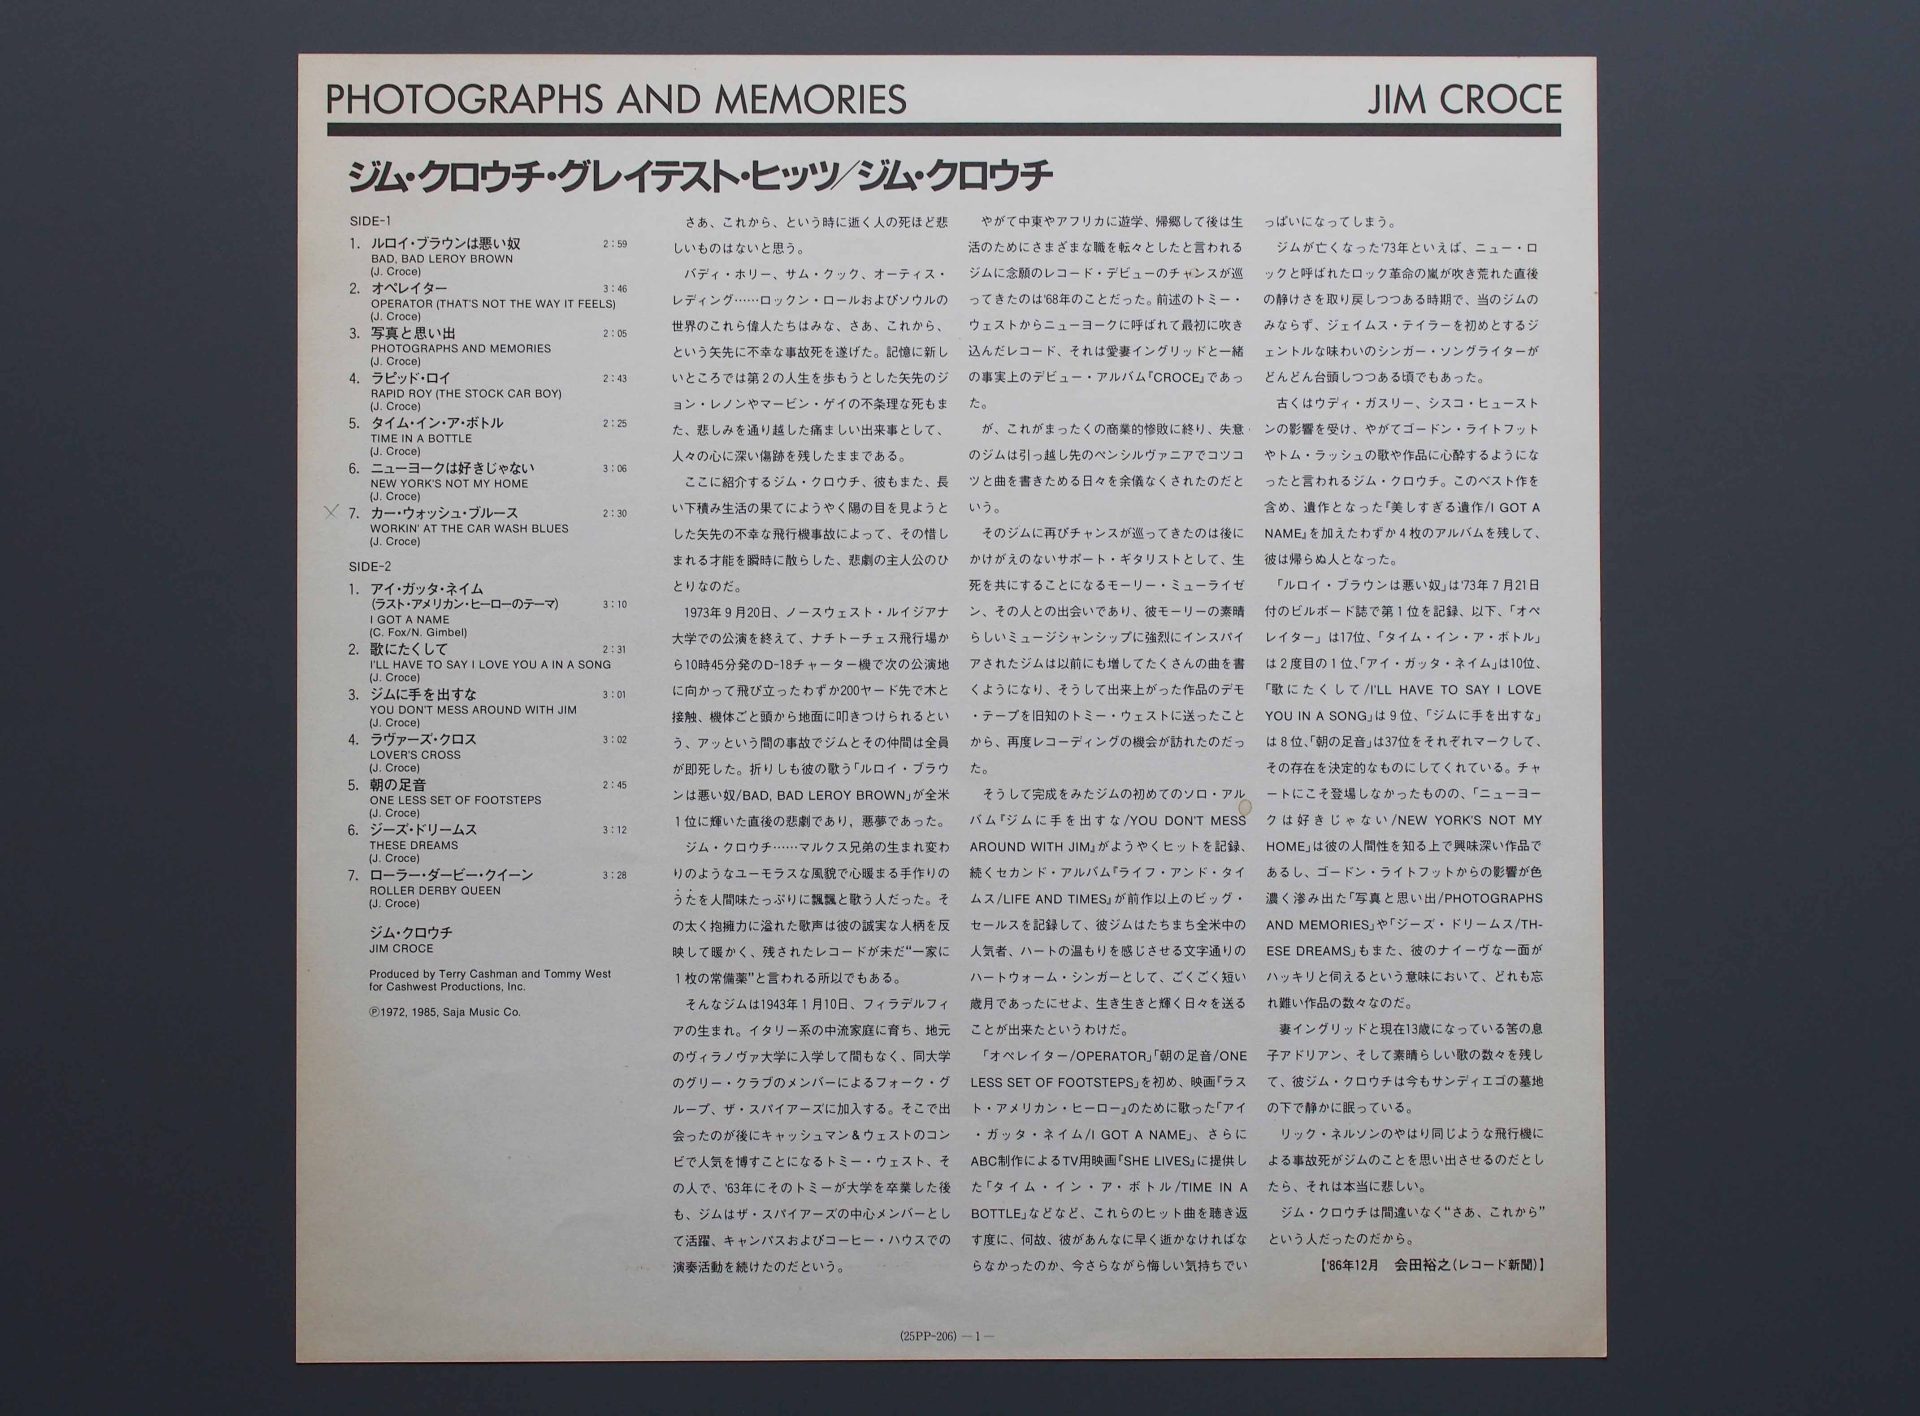 PHOTOGRAPHS AND MEMORIES
JIM CROCE
ジム・クロウチ・グレイテスト・ヒッツ/ジム・クロウチ
SIDE-1
1. ルロイ・ブラウンは悪い奴 2:59
BAD, BAD LEROY BROWN
(J. Croce)
2. オペレイター 3:46
OPERATOR (THAT'S NOT THE WAY IT FEELS)
(J. Croce)
3. 写真と思い出 2:05
PHOTOGRAPHS AND MEMORIES
(J. Croce)
4. ラピッド・ロイ 2:43
RAPID ROY (THE STOCK CAR BOY)
(J. Croce)
5. タイム・イン・ア・ボトル 2:25
TIME IN A BOTTLE
(J. Croce)
6. ニューヨークは好きじゃない 3:06
NEW YORK'S NOT MY HOME
(J. Croce)
7. カー・ウォッシュ・ブルース 2:30
WORKIN' AT THE CAR WASH BLUES
(J. Croce)
SIDE-2
1. アイ・ガッタ・ネイム
(ラスト・アメリカン・ヒーローのテーマ) 3:10
I GOT A NAME
(C. Fox/N. Gimbel)
2. 歌にたくして 2:31
I'LL HAVE TO SAY I LOVE YOU A IN A SONG
(J. Croce)
3. ジムに手を出すな 3:01
YOU DON'T MESS AROUND WITH JIM
(J. Croce)
4. ラヴァーズ・クロス 3:02
LOVER'S CROSS
(J. Croce)
5. 朝の足音 2:45
ONE LESS SET OF FOOTSTEPS
(J. Croce)
6. ジーズ・ドリームス 3:12
THESE DREAMS
(J. Croce)
7. ローラー・ダービー・クイーン 3:28
ROLLER DERBY QUEEN
(J. Croce)
ジム・クロウチ
JIM CROCE
Produced by Terry Cashman and Tommy West
for Cashwest Productions, Inc.
Ⓟ1972, 1985, Saja Music Co.
さあ、これから、という時に逝く人の死ほど悲
しいものはないと思う。
バディ・ホリー、サム・クック、オーティス・
レディング……ロックン・ロールおよびソウルの
世界のこれら偉人たちはみな、さあ、これから、
という矢先に不幸な事故死を遂げた。記憶に新し
いところでは第2の人生を歩もうとした矢先のジ
ョン・レノンやマービン・ゲイの不条理な死もま
た、悲しみを通り越した痛ましい出来事として、
人々の心に深い傷跡を残したままである。
ここに紹介するジム・クロウチ、彼もまた、長
い下積み生活の果てにようやく陽の目を見ようと
した矢先の不幸な飛行機事故によって、その惜し
まれる才能を瞬時に散らした、悲劇の主人公のひ
とりなのだ。
1973年9月20日、ノースウェスト・ルイジアナ
大学での公演を終えて、ナチトーチェス飛行場か
ら10時45分発のD-18チャーター機で次の公演地
に向かって飛び立ったわずか200ヤード先で木と
接触、機体ごと頭から地面に叩きつけられるとい
う、アッという間の事故でジムとその仲間は全員
が即死した。折りしも彼の歌う「ルロイ・ブラウ
ンは悪い奴/BAD, BAD LEROY BROWN」が全米
1位に輝いた直後の悲劇であり，悪夢であった。
ジム・クロウチ……マルクス兄弟の生まれ変わ
りのようなユーモラスな風貌で心暖まる手作りの
うたを人間味たっぷりに飄飄と歌う人だった。そ
の太く抱擁力に溢れた歌声は彼の誠実な人柄を反
映して暖かく、残されたレコードが未だ“一家に
1枚の常備薬”と言われる所以でもある。
そんなジムは1943年1月10日、フィラデルフィ
アの生まれ。イタリー系の中流家庭に育ち、地元
のヴィラノヴァ大学に入学して間もなく、同大学
のグリー・クラブのメンバーによるフォーク・グ
ループ、ザ・スパイアーズに加入する。そこで出
会ったのが後にキャッシュマン&ウェストのコン
ビで人気を博すことになるトミー・ウェスト、そ
の人で、'63年にそのトミーが大学を卒業した後
も、ジムはザ・スパイアーズの中心メンバーとし
て活躍、キャンパスおよびコーヒー・ハウスでの
演奏活動を続けたのだという。
やがて中東やアフリカに遊学、帰郷して後は生
活のためにさまざまな職を転々としたと言われる
ジムに念願のレコード・デビューのチャンスが巡
ってきたのは'68年のことだった。前述のトミー・
ウェストからニューヨークに呼ばれて最初に吹き
込んだレコード、それは愛妻イングリッドと一緒
の事実上のデビュー・アルバム『CROCE』であっ
た。
が、これがまったくの商業的惨敗に終り、失意
のジムは引っ越し先のペンシルヴァニアでコツコ
ツと曲を書きためる日々を余儀なくされたのだと
いう。
そのジムに再びチャンスが巡ってきたのは後に
かけがえのないサポート・ギタリストとして、生
死を共にすることになるモーリー・ミューライゼ
ン、その人との出会いであり、彼モーリーの素晴
らしいミュージシャンシップに強烈にインスパイ
アされたジムは以前にも増してたくさんの曲を書
くようになり、そうして出来上がった作品のデモ
・テープを旧知のトミー・ウェストに送ったこと
から、再度レコーディングの機会が訪れたのだっ
た。
そうして完成をみたジムの初めてのソロ・アル
バム『ジムに手を出すな/YOU DON'T MESS
AROUND WITH JIM』がようやくヒットを記録、
続くセカンド・アルバム『ライフ・アンド・タイ
ムス/LIFE AND TIMES』が前作以上のビッグ・
セールスを記録して、彼ジムはたちまち全米中の
人気者、ハートの温もりを感じさせる文字通りの
ハートウォーム・シンガーとして、ごくごく短い
歳月であったにせよ、生き生きと輝く日々を送る
ことが出来たというわけだ。
「オペレイター/OPERATOR」「朝の足音/ONE
LESS SET OF FOOTSTEPS」を初め、映画『ラス
ト・アメリカン・ヒーロー』のために歌った「アイ
・ガッタ・ネイム/I GOT A NAME」、さらに
ABC制作によるTV用映画『SHE LIVES』に提供し
た「タイム・イン・ア・ボトル/TIME IN A
BOTTLE」などなど、これらのヒット曲を聴き返
す度に、何故、彼があんなに早く逝かなければな
らなかったのか、今さらながら悔しい気持ちでい
っぱいになってしまう。
ジムが亡くなった'73年といえば、ニュー・ロ
ックと呼ばれたロック革命の嵐が吹き荒れた直後
の静けさを取り戻しつつある時期で、当のジムの
みならず、ジェイムス・テイラーを初めとするジ
ェントルな味わいのシンガー・ソングライターが
どんどん台頭しつつある頃でもあった。
古くはウディ・ガスリー、シスコ・ヒュースト
ンの影響を受け、やがてゴードン・ライトフット
やトム・ラッシュの歌や作品に心酔するようにな
ったと言われるジム・クロウチ。このベスト作を
含め、遺作となった『美しすぎる遺作/I GOT A
NAME』を加えたわずか4枚のアルバムを残して、
彼は帰らぬ人となった。
「ルロイ・ブラウンは悪い奴」は'73年7月21日
付のビルボード誌で第1位を記録、以下、「オペ
レイター」は17位、「タイム・イン・ア・ボトル」
は2度目の1位、「アイ・ガッタ・ネイム」は10位、
「歌にたくして/I'LL HAVE TO SAY I LOVE
YOU IN A SONG」は9位、「ジムに手を出すな」
は8位、「朝の足音」は37位をそれぞれマークして、
その存在を決定的なものにしてくれている。チャ
ートにこそ登場しなかったものの、「ニューヨー
クは好きじゃない/NEW YORK'S NOT MY
HOME」は彼の人間性を知る上で興味深い作品で
あるし、ゴードン・ライトフットからの影響が色
濃く滲み出た「写真と思い出/PHOTOGRAPHS
AND MEMORIES」や「ジーズ・ドリームス/TH-
ESE DREAMS」もまた、彼のナイーヴな一面が
ハッキリと伺えるという意味において、どれも忘
れ難い作品の数々なのだ。
妻イングリッドと現在13歳になっている筈の息
子アドリアン、そして素晴らしい歌の数々を残し
て、彼ジム・クロウチは今もサンディエゴの墓地
の下で静かに眠っている。
リック・ネルソンのやはり同じような飛行機に
よる事故死がジムのことを思い出させるのだとし
たら、それは本当に悲しい。
ジム・クロウチは間違いなく“さあ、これから”
という人だったのだから。
【'86年12月　会田裕之(レコード新聞)】
(25PP-206) —1—